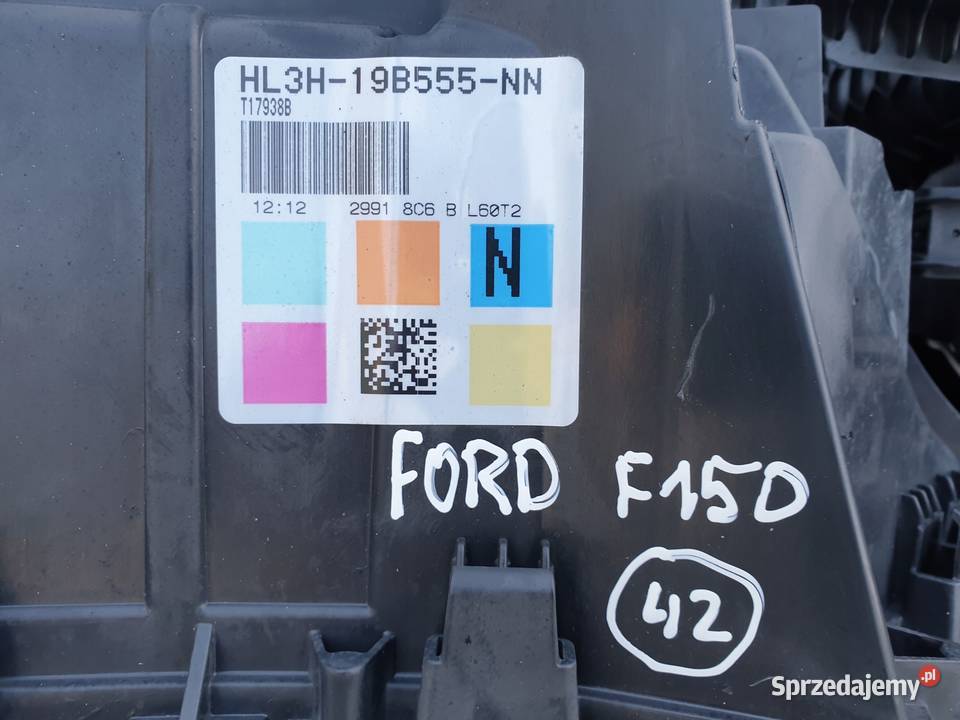 HL3H-19B555-NN
T17938B
12:12 2991 8C6 B L60T2
N
FORD F150
42
Sprzedajemy.pl